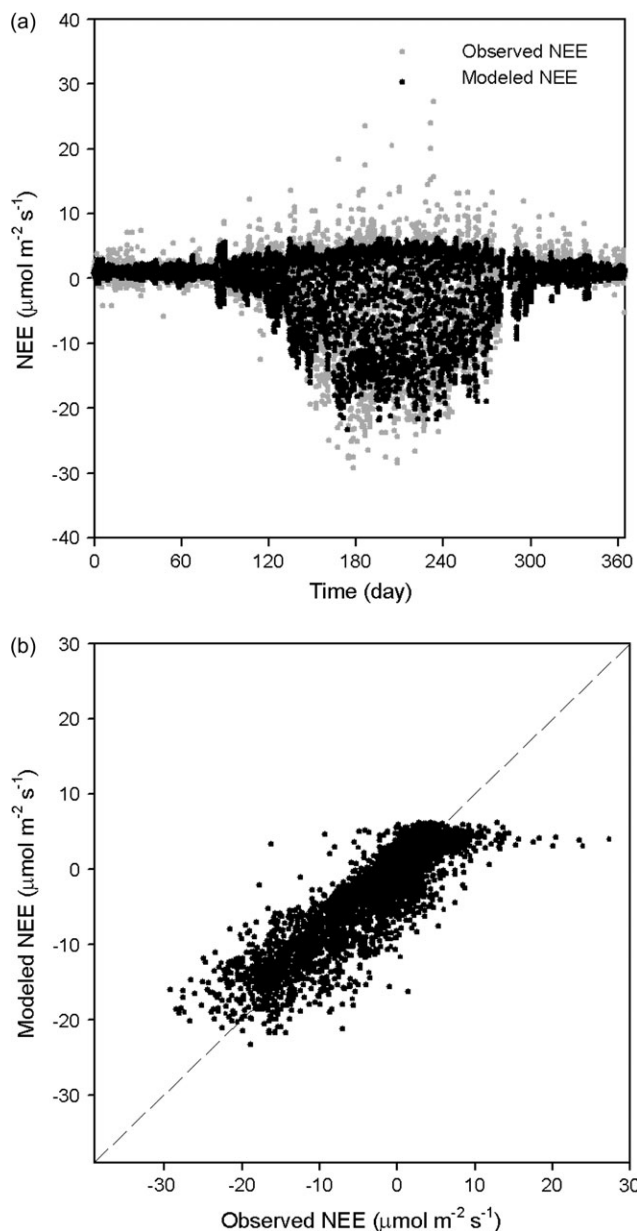 (a)
40
30
20
10
0
-10
-20
-30
-40
NEE (μmol m⁻² s⁻¹)
Observed NEE
Modeled NEE
0 60 120 180 240 300 360
Time (day)
(b)
30
20
10
0
-10
-20
-30
Modeled NEE (μmol m⁻² s⁻¹)
-30 -20 -10 0 10 20 30
Observed NEE (μmol m⁻² s⁻¹)